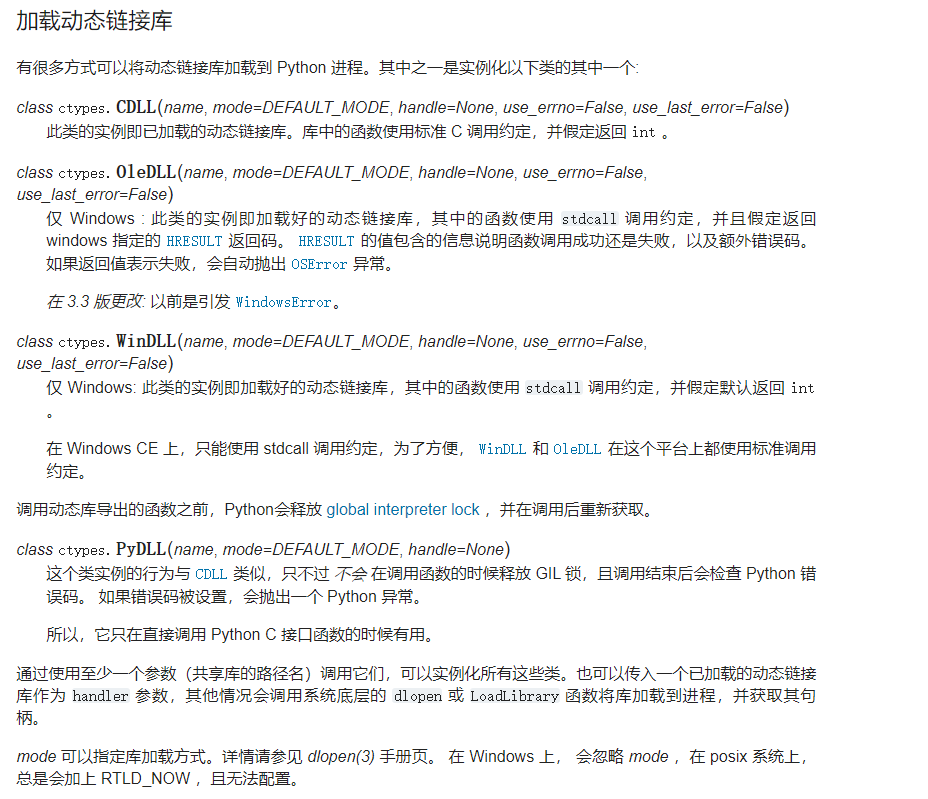 加载动态链接库
有很多方式可以将动态链接库加载到 Python 进程。其中之一是实例化以下类的其中一个:
class ctypes. CDLL(name, mode=DEFAULT_MODE, handle=None, use_errno=False, use_last_error=False)
此类的实例即已加载的动态链接库。库中的函数使用标准 C 调用约定，并假定返回 int 。
class ctypes. OleDLL(name, mode=DEFAULT_MODE, handle=None, use_errno=False,
use_last_error=False)
仅 Windows : 此类的实例即加载好的动态链接库，其中的函数使用 stdcall 调用约定，并且假定返回
windows 指定的 HRESULT 返回码。 HRESULT 的值包含的信息说明函数调用成功还是失败，以及额外错误码。
如果返回值表示失败，会自动抛出 OSError 异常。
在 3.3 版更改: 以前是引发 WindowsError。
class ctypes. WinDLL(name, mode=DEFAULT_MODE, handle=None, use_errno=False,
use_last_error=False)
仅 Windows: 此类的实例即加载好的动态链接库，其中的函数使用 stdcall 调用约定，并假定默认返回 int
。
在 Windows CE 上，只能使用 stdcall 调用约定，为了方便， WinDLL 和 OleDLL 在这个平台上都使用标准调用
约定。
调用动态库导出的函数之前，Python会释放 global interpreter lock ，并在调用后重新获取。
class ctypes. PyDLL(name, mode=DEFAULT_MODE, handle=None)
这个类实例的行为与 CDLL 类似，只不过 不会 在调用函数的时候释放 GIL 锁，且调用结束后会检查 Python 错
误码。 如果错误码被设置，会抛出一个 Python 异常。
所以，它只在直接调用 Python C 接口函数的时候有用。
通过使用至少一个参数（共享库的路径名）调用它们，可以实例化所有这些类。也可以传入一个已加载的动态链接
库作为 handler 参数，其他情况会调用系统底层的 dlopen 或 LoadLibrary 函数将库加载到进程，并获取其句
柄。
mode 可以指定库加载方式。详情请参见 dlopen(3) 手册页。 在 Windows 上， 会忽略 mode ，在 posix 系统上，
总是会加上 RTLD_NOW ，且无法配置。